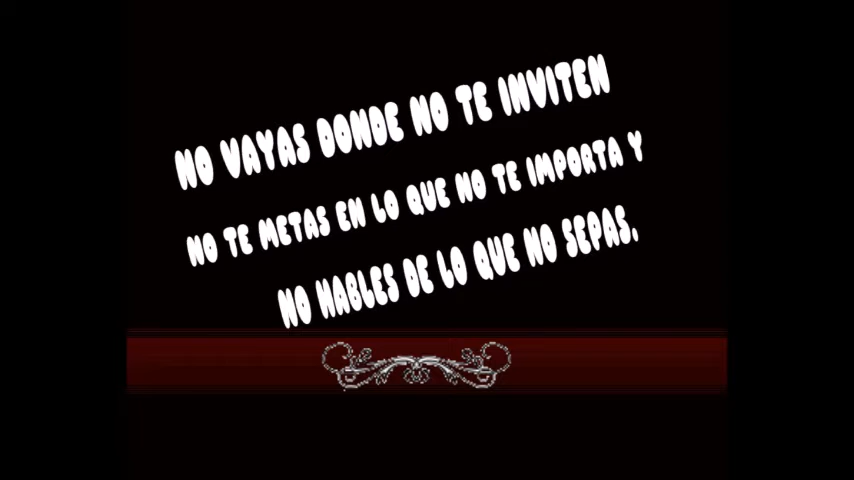 NO VAYAS DONDE NO TE INVITEN
NO TE METAS EN LO QUE NO TE IMPORTA Y
NO HABLES DE LO QUE NO SEPAS.